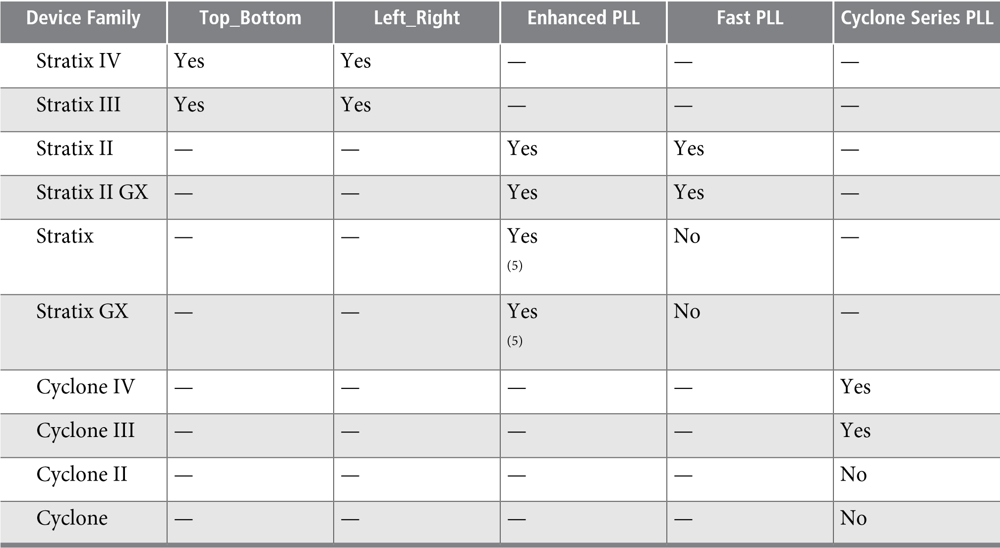 Device Family Top_Bottom Left_Right Enhanced PLL Fast PLL Cyclone Series PLL
Stratix IV Yes Yes — — —
Stratix III Yes Yes — — —
Stratix II — — Yes Yes —
Stratix II GX — — Yes Yes —
Stratix — — Yes No —
(5)
Stratix GX — — Yes No —
(5)
Cyclone IV — — — — Yes
Cyclone III — — — — Yes
Cyclone II — — — — No
Cyclone — — — — No